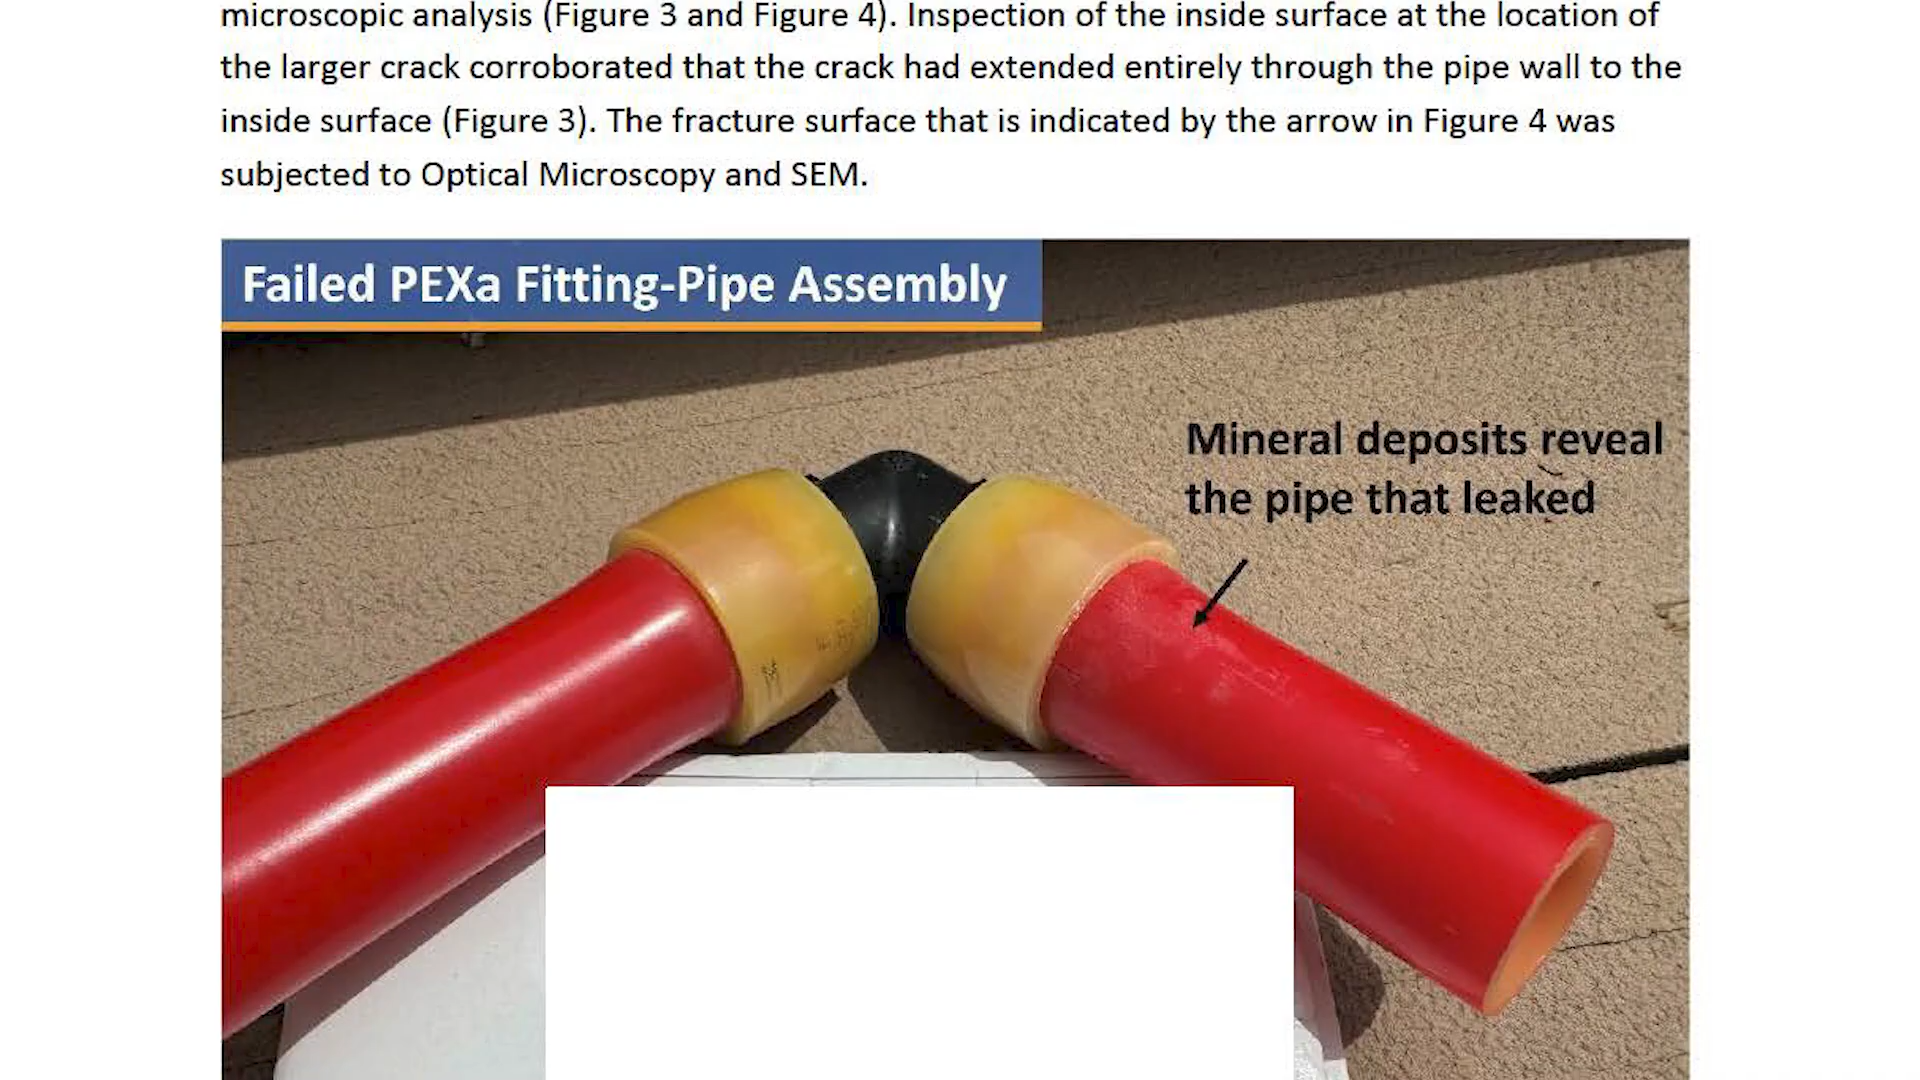 microscopic analysis (Figure 3 and Figure 4). Inspection of the inside surface at the location of
the larger crack corroborated that the crack had extended entirely through the pipe wall to the
inside surface (Figure 3). The fracture surface that is indicated by the arrow in Figure 4 was
subjected to Optical Microscopy and SEM.
Failed PEXa Fitting-Pipe Assembly
Mineral deposits reveal
the pipe that leaked